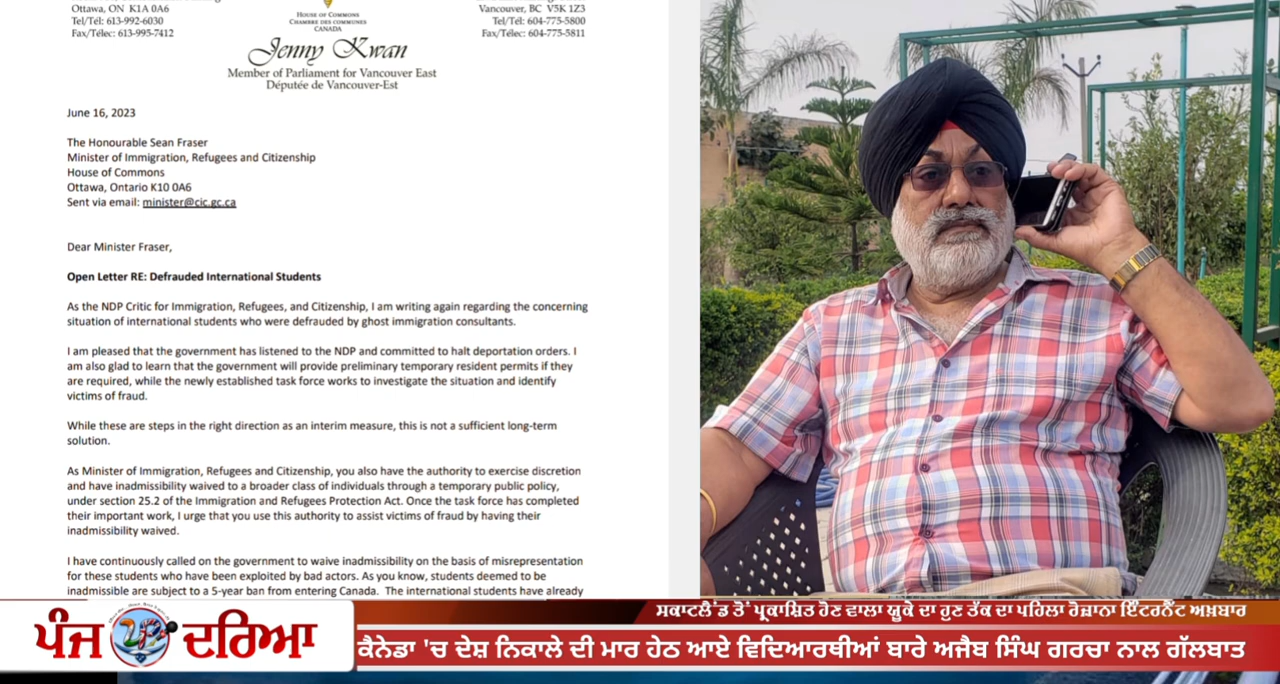 Ottawa, ON K1A 0A6
Tel/Tél: 613-992-6030
Fax/Télec: 613-995-7412
HOUSE OF COMMONS
CHAMBRE DES COMMUNES
CANADA
Vancouver, BC V5K 1Z3
Tel/Tél: 604-775-5800
Fax/Télec: 604-775-5811
Jenny Kwan
Member of Parliament for Vancouver East
Députée de Vancouver-Est
June 16, 2023
The Honourable Sean Fraser
Minister of Immigration, Refugees and Citizenship
House of Commons
Ottawa, Ontario K10 0A6
Sent via email: minister@cic.gc.ca
Dear Minister Fraser,
Open Letter RE: Defrauded International Students
As the NDP Critic for Immigration, Refugees, and Citizenship, I am writing again regarding the concerning
situation of international students who were defrauded by ghost immigration consultants.
I am pleased that the government has listened to the NDP and committed to halt deportation orders. I
am also glad to learn that the government will provide preliminary temporary resident permits if they
are required, while the newly established task force works to investigate the situation and identify
victims of fraud.
While these are steps in the right direction as an interim measure, this is not a sufficient long-term
solution.
As Minister of Immigration, Refugees and Citizenship, you also have the authority to exercise discretion
and have inadmissibility waived to a broader class of individuals through a temporary public policy,
under section 25.2 of the Immigration and Refugees Protection Act. Once the task force has completed
their important work, I urge that you use this authority to assist victims of fraud by having their
inadmissibility waived.
I have continuously called on the government to waive inadmissibility on the basis of misrepresentation
for these students who have been exploited by bad actors. As you know, students deemed to be
inadmissible are subject to a 5-year ban from entering Canada. The international students have already
ਸਕਾਟਲੈਂਡ ਤੋਂ ਪ੍ਰਕਾਸ਼ਿਤ ਹੋਣ ਵਾਲਾ ਯੂਕੇ ਦਾ ਹੁਣ ਤੱਕ ਦਾ ਪਹਿਲਾ ਰੋਜ਼ਾਨਾ ਇੰਟਰਨੈੱਟ ਅਖ਼ਬਾਰ
ਪੰਜ ਦਰਿਆ
ਕੈਨੇਡਾ 'ਚ ਦੇਸ਼ ਨਿਕਾਲੇ ਦੀ ਮਾਰ ਹੇਠ ਆਏ ਵਿਦਿਆਰਥੀਆਂ ਬਾਰੇ ਅਜੈਬ ਸਿੰਘ ਗਰਚਾ ਨਾਲ ਗੱਲਬਾਤ